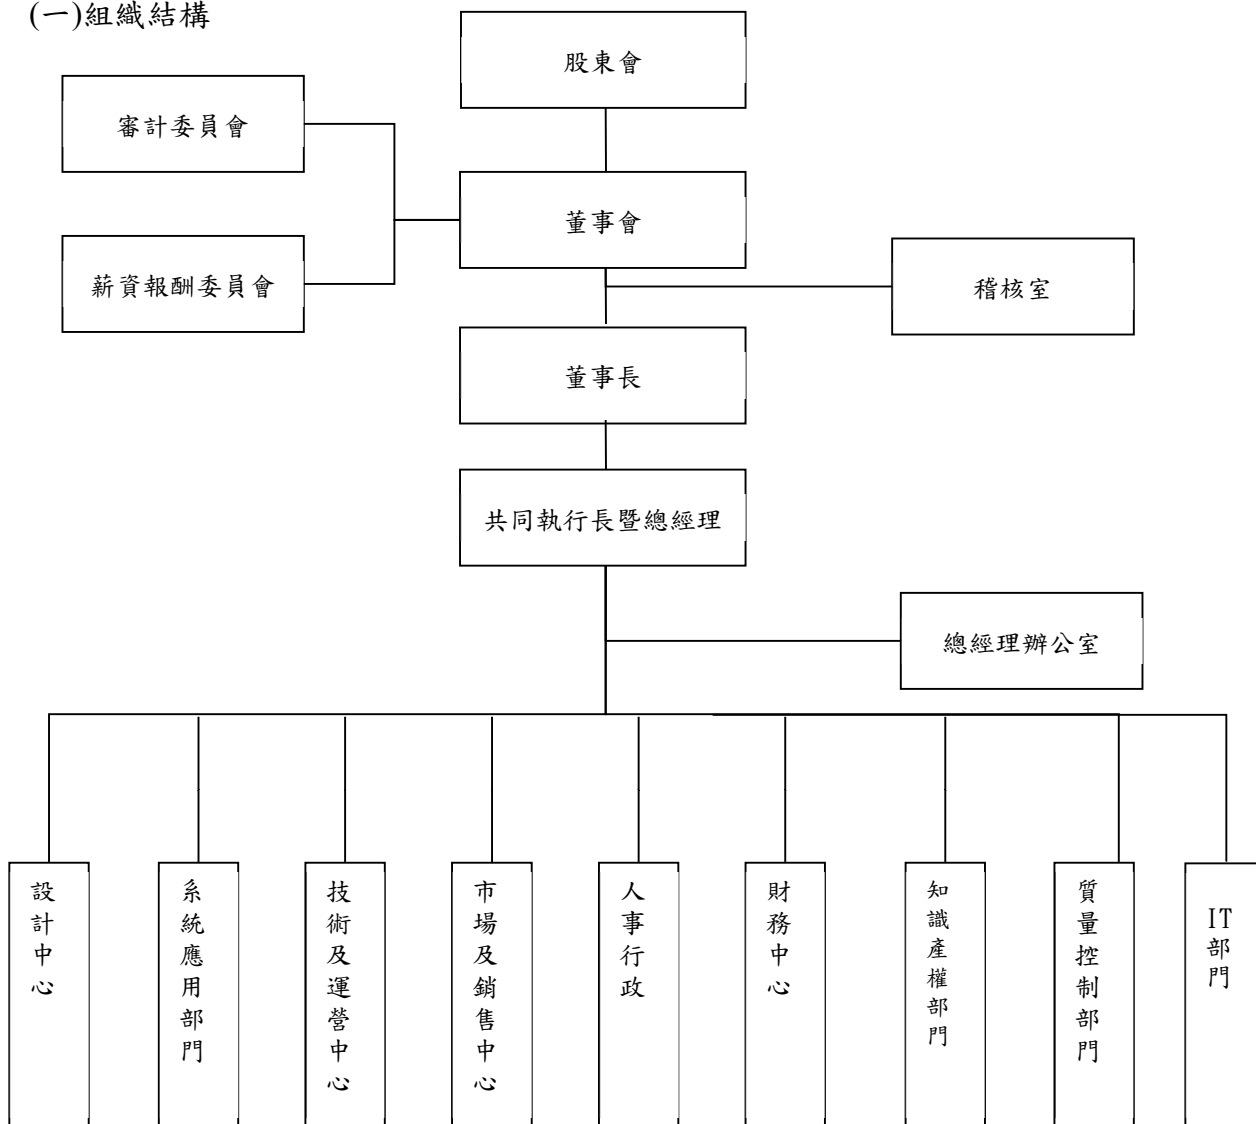 (一)組織結構
股東會
審計委員會
董事會
薪資報酬委員會
稽核室
董事長
共同執行長暨總經理
總經理辦公室
設計中心
系統應用部門
技術及運營中心
市場及銷售中心
人事行政
財務中心
知識產權部門
質量控制部門
IT部門